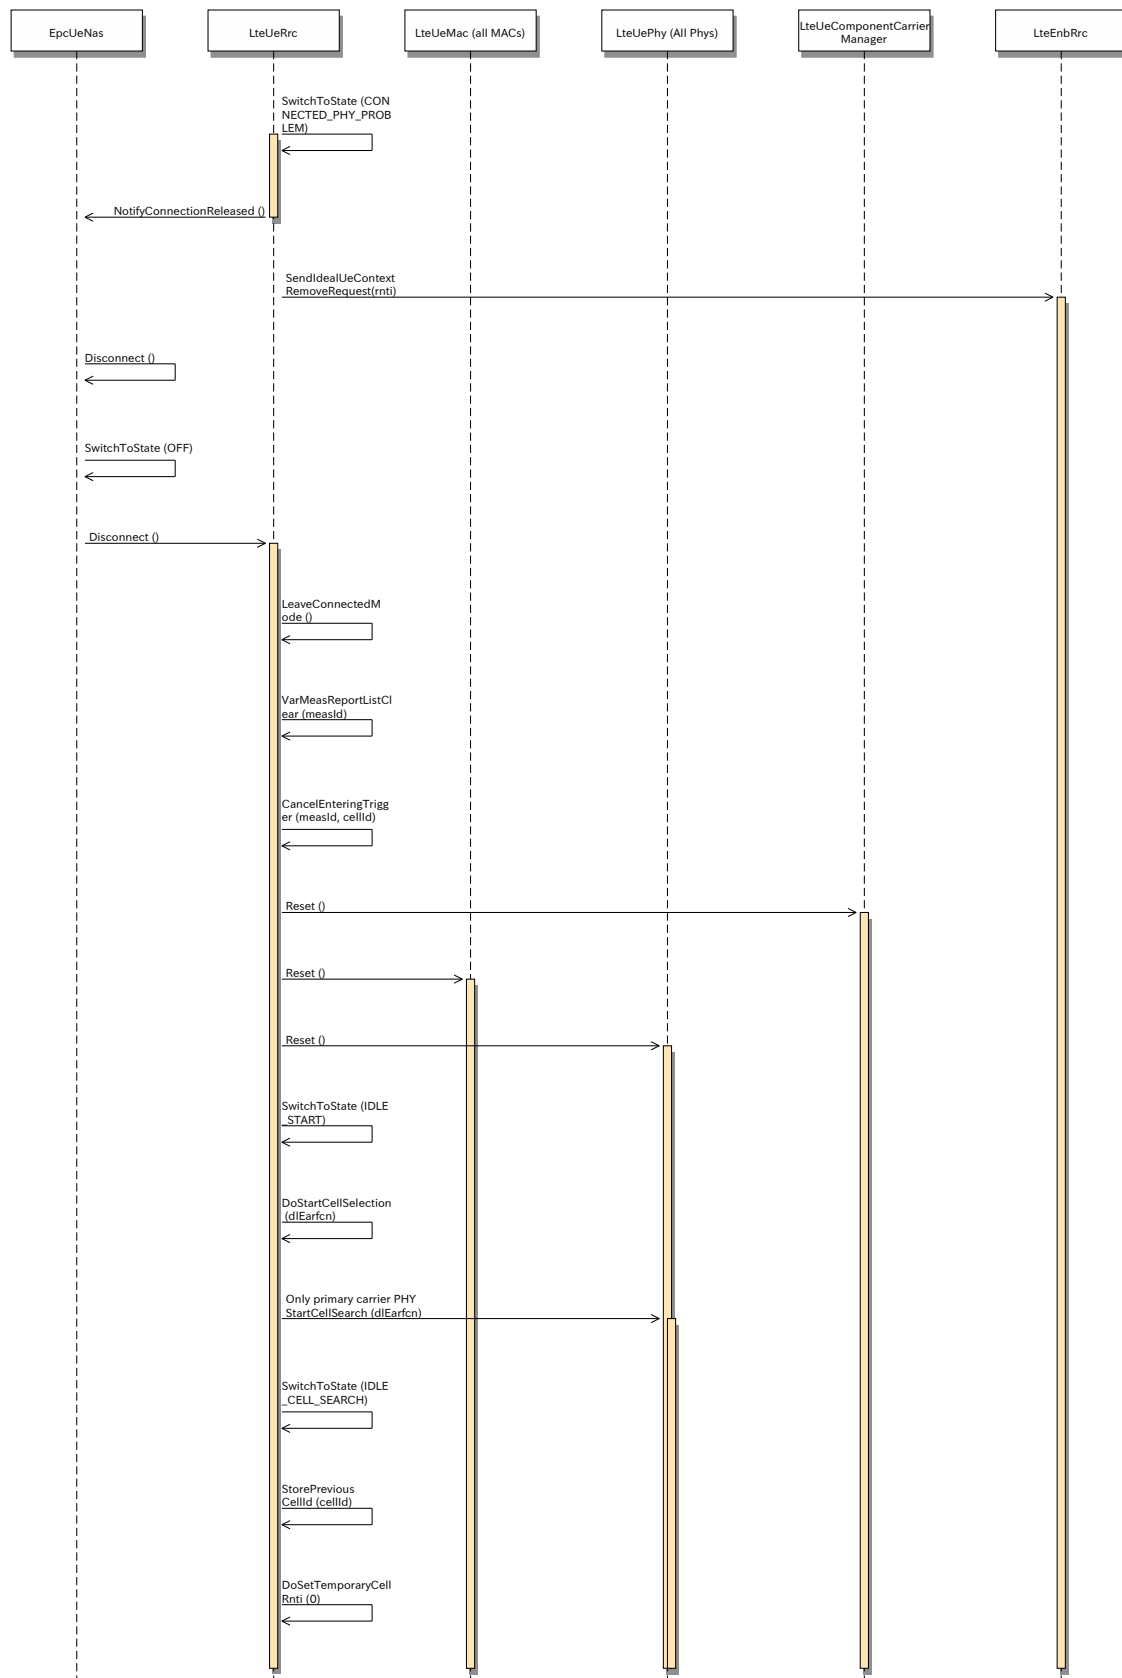 EpcUeNas
LteUeRrc
LteUeMac (all MACs)
LteUePhy (All Phys)
LteUeComponentCarrier
Manager
LteEnbRrc
SwitchToState (CON
NECTED_PHY_PROB
LEM)
NotifyConnectionReleased ()
SendIdealUeContext
RemoveRequest(rnti)
Disconnect ()
SwitchToState (OFF)
Disconnect ()
LeaveConnectedM
ode ()
VarMeasReportListCl
ear (measId)
CancelEnteringTrigg
er (measId, cellId)
Reset ()
Reset ()
Reset ()
SwitchToState (IDLE
_START)
DoStartCellSelection
(dlEarfcn)
Only primary carrier PHY
StartCellSearch (dlEarfcn)
SwitchToState (IDLE
_CELL_SEARCH)
StorePrevious
CellId (cellId)
DoSetTemporaryCell
Rnti (0)